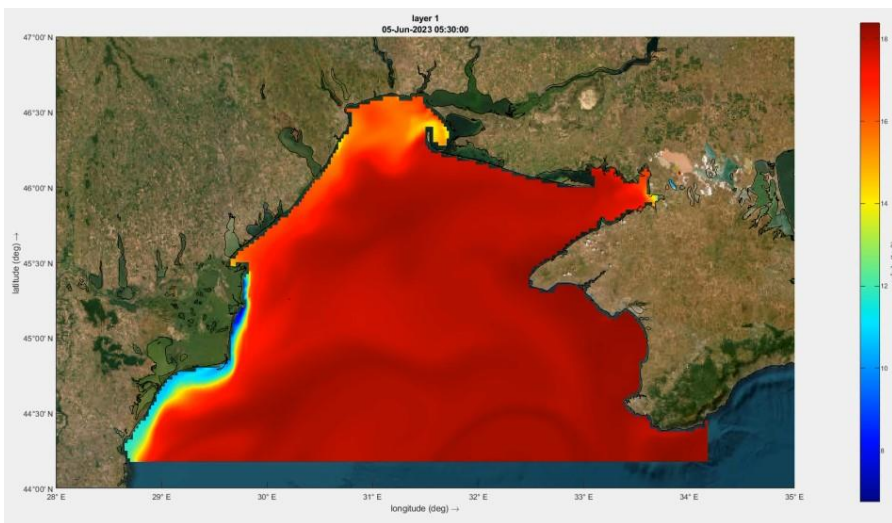 layer 1
05-Jun-2023 05:30:00
47°00' N
46°30' N
46°00' N
45°30' N
45°00' N
44°30' N
44°00' N
latitude (deg) →
28° E
29° E
30° E
31° E
32° E
33° E
34° E
35° E
longitude (deg) →
18
16
14
12
10
8